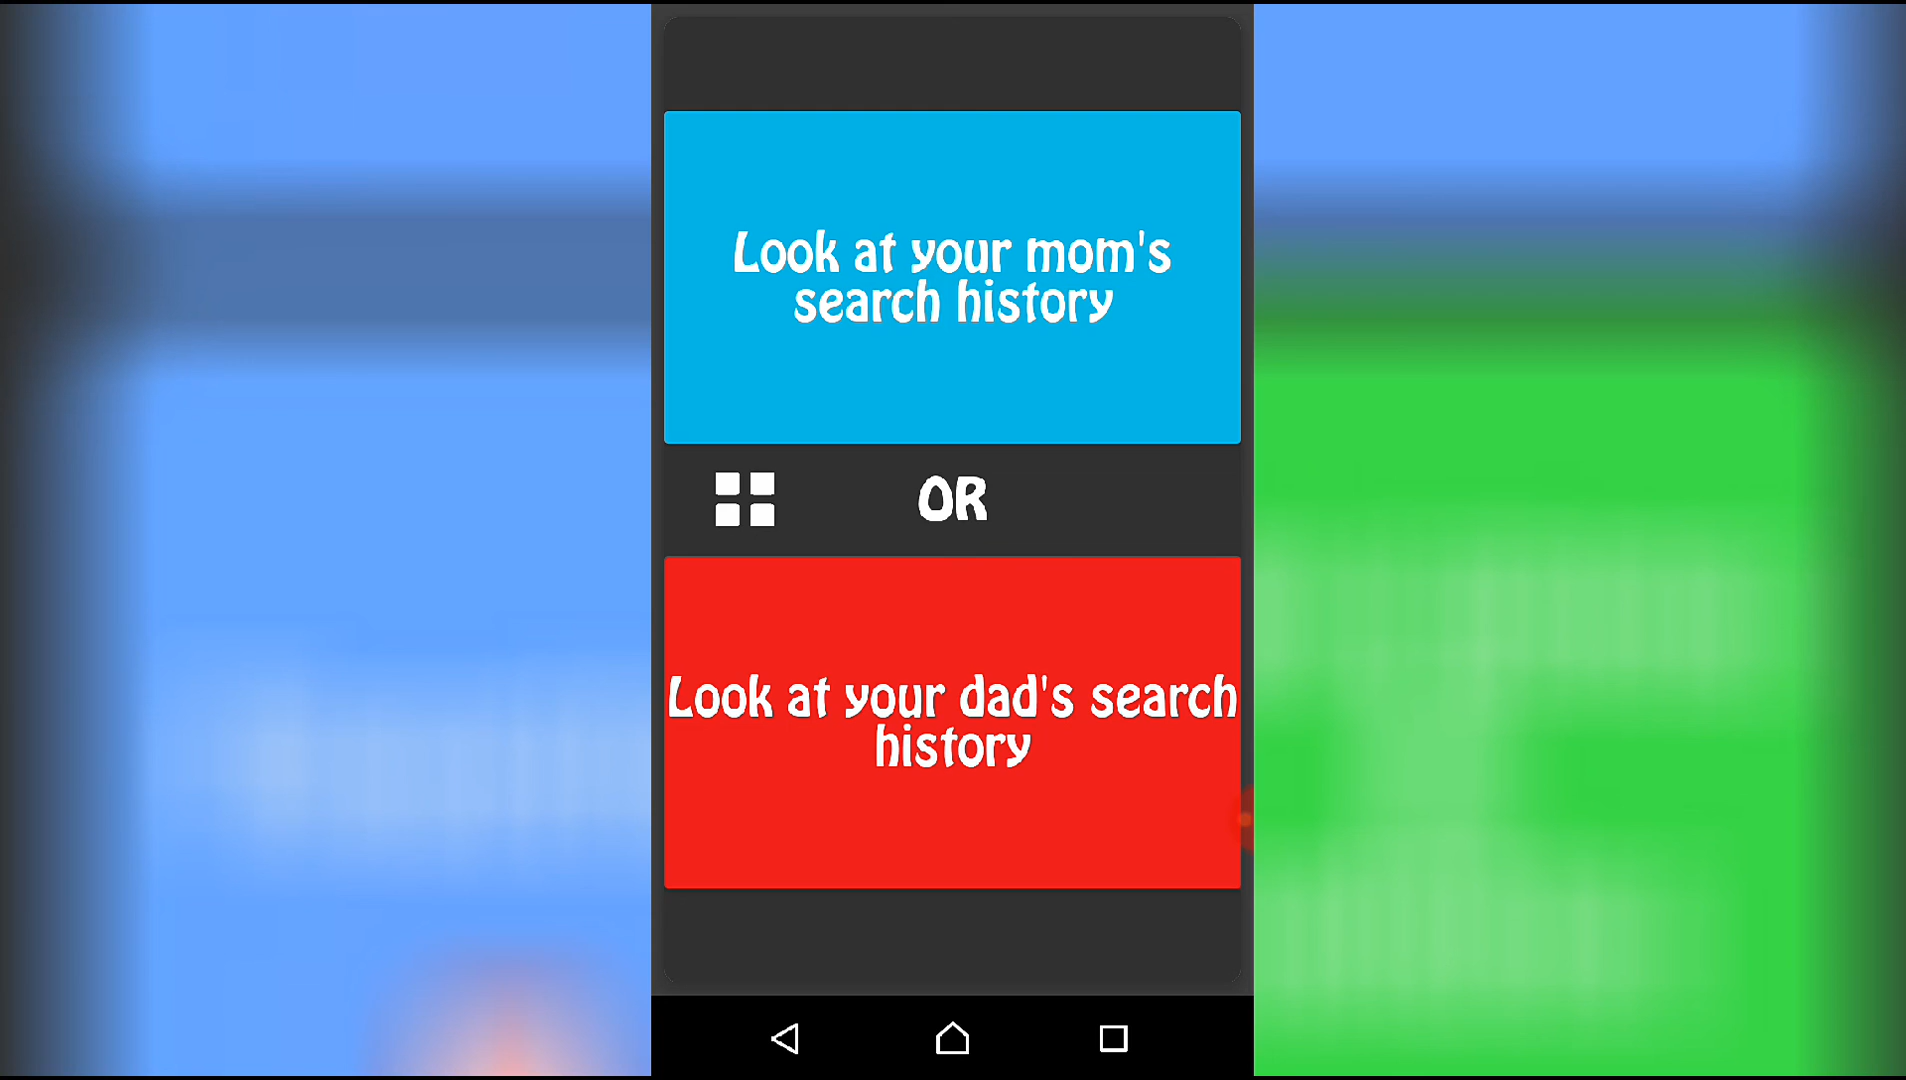 Look at your mom's
search history
OR
Look at your dad's search
history